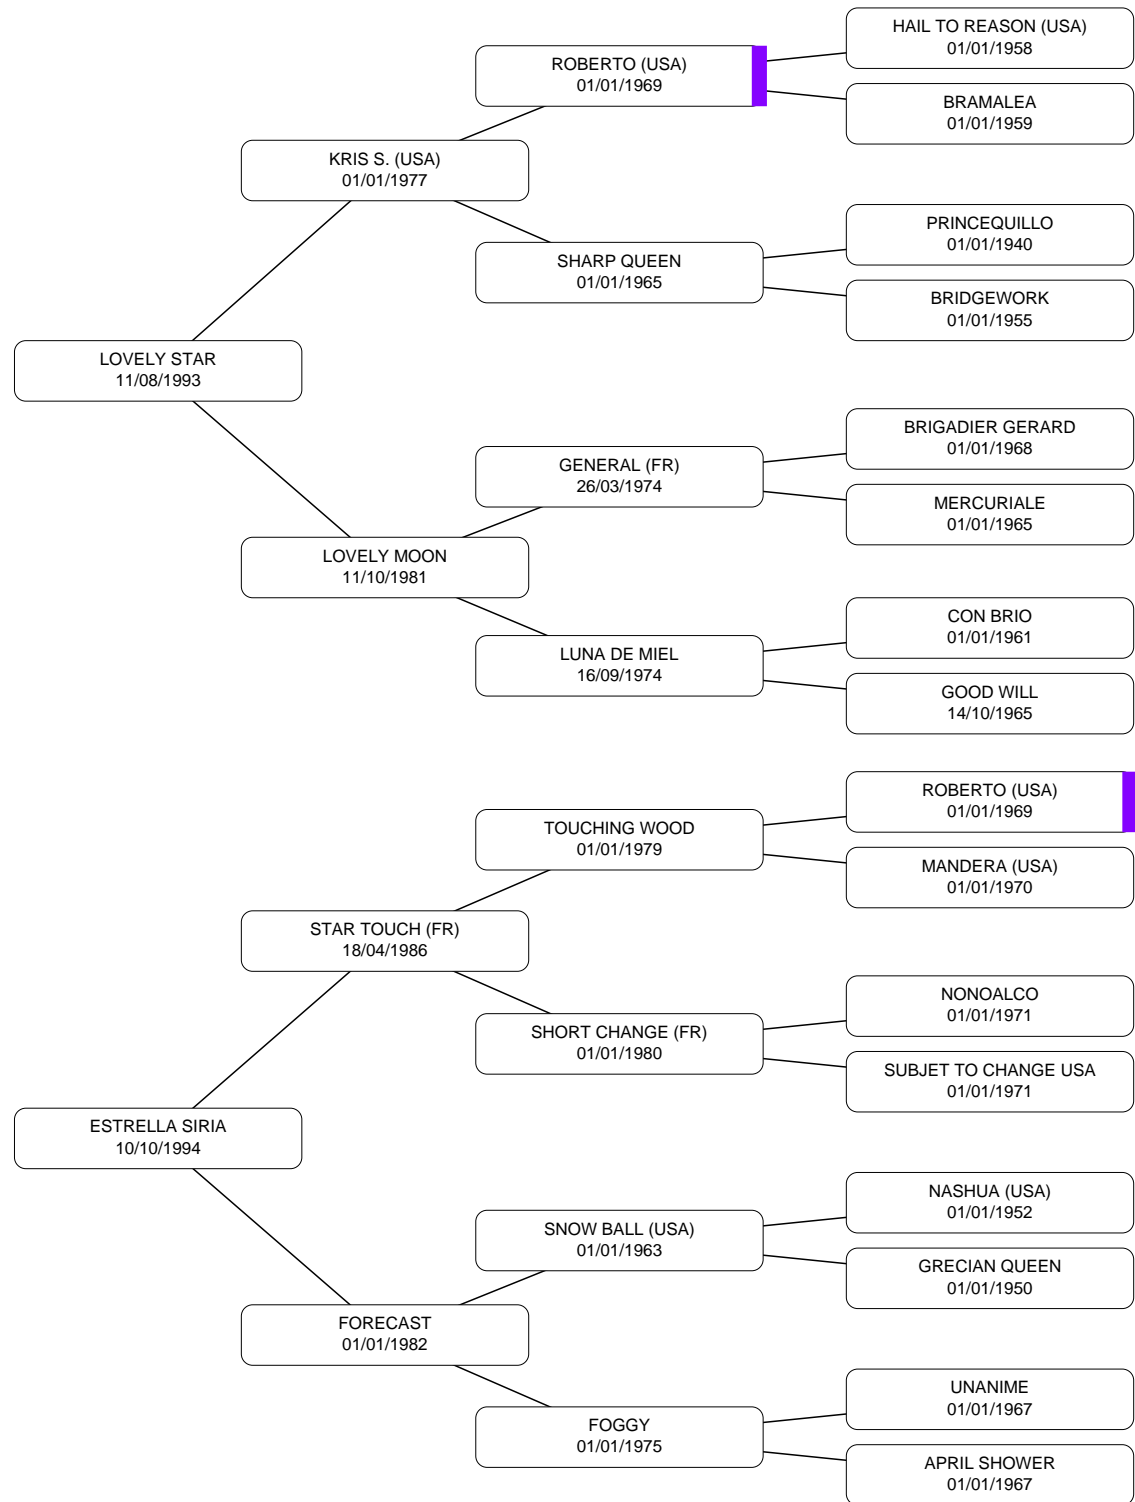 HAIL TO REASON (USA)
01/01/1958
ROBERTO (USA)
01/01/1969
BRAMALEA
01/01/1959
KRIS S. (USA)
01/01/1977
PRINCEQUILLO
01/01/1940
SHARP QUEEN
01/01/1965
BRIDGEWORK
01/01/1955
LOVELY STAR
11/08/1993
BRIGADIER GERARD
01/01/1968
GENERAL (FR)
26/03/1974
MERCURIALE
01/01/1965
LOVELY MOON
11/10/1981
CON BRIO
01/01/1961
LUNA DE MIEL
16/09/1974
GOOD WILL
14/10/1965
ROBERTO (USA)
01/01/1969
TOUCHING WOOD
01/01/1979
MANDERA (USA)
01/01/1970
STAR TOUCH (FR)
18/04/1986
NONOALCO
01/01/1971
SHORT CHANGE (FR)
01/01/1980
SUBJET TO CHANGE USA
01/01/1971
ESTRELLA SIRIA
10/10/1994
NASHUA (USA)
01/01/1952
SNOW BALL (USA)
01/01/1963
GRECIAN QUEEN
01/01/1950
FORECAST
01/01/1982
UNANIME
01/01/1967
FOGGY
01/01/1975
APRIL SHOWER
01/01/1967